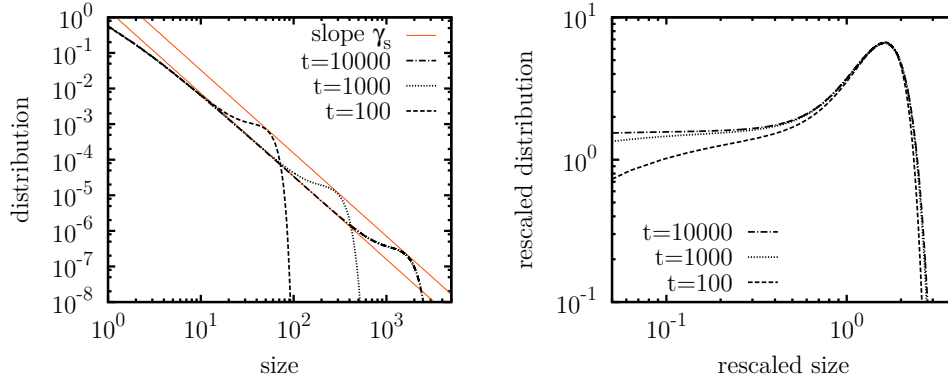 distribution
10^0
10^-1
10^-2
10^-3
10^-4
10^-5
10^-6
10^-7
10^-8
slope γ_s
t=10000
t=1000
t=100
10^0 10^1 10^2 10^3
size
rescaled distribution
10^1
10^0
10^-1
t=10000
t=1000
t=100
10^-1 10^0
rescaled size